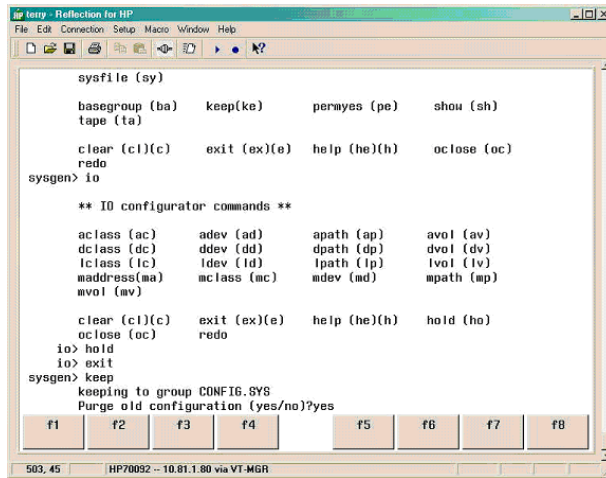 terry - Reflection for HP
File Edit Connection Setup Macro Window Help
sysfile (sy)
basegroup (ba) keep(ke) permyes (pe) show (sh)
tape (ta)
clear (cl)(c) exit (ex)(e) help (he)(h) oclose (oc)
redo
sysgen> io
** IO configurator commands **
aclass (ac) adev (ad) apath (ap) avol (av)
dclass (dc) ddev (dd) dpath (dp) dvol (dv)
lclass (lc) ldev (ld) lpath (lp) lvol (lv)
maddress(ma) mclass (mc) mdev (md) mpath (mp)
mvol (mv)
clear (cl)(c) exit (ex)(e) help (he)(h) hold (ho)
oclose (oc) redo
io> hold
io> exit
sysgen> keep
keeping to group CONFIG.SYS
Purge old configuration (yes/no)?yes
f1 f2 f3 f4 f5 f6 f7 f8
503, 45 HP70092 -- 10.81.1.80 via VT-MGR